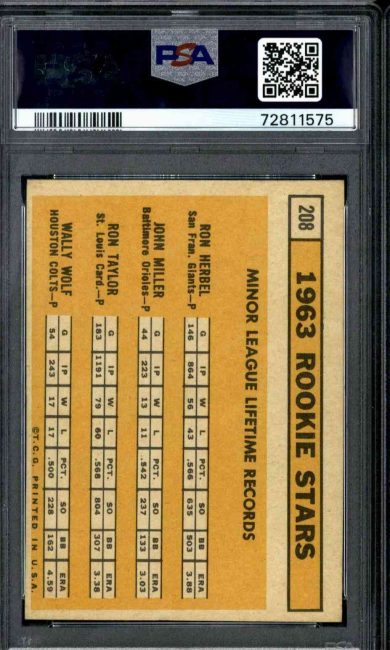 PSA
72811575
208
1963 ROOKIE STARS
MINOR LEAGUE LIFETIME RECORDS
RON HERBEL
San Fran. Giants—P
G IP W L PCT. SO BB ERA
146 864 56 43 .566 635 503 3.88
JOHN MILLER
Baltimore Orioles—P
G IP W L PCT. SO BB ERA
44 223 13 11 .542 237 133 3.03
RON TAYLOR
St. Louis Card.—P
G IP W L PCT. SO BB ERA
183 1191 79 60 .568 804 307 3.38
WALLY WOLF
HOUSTON COLTS—P
G IP W L PCT. SO BB ERA
54 243 17 17 .500 228 162 4.59
©T.C.G. PRINTED IN U.S.A.